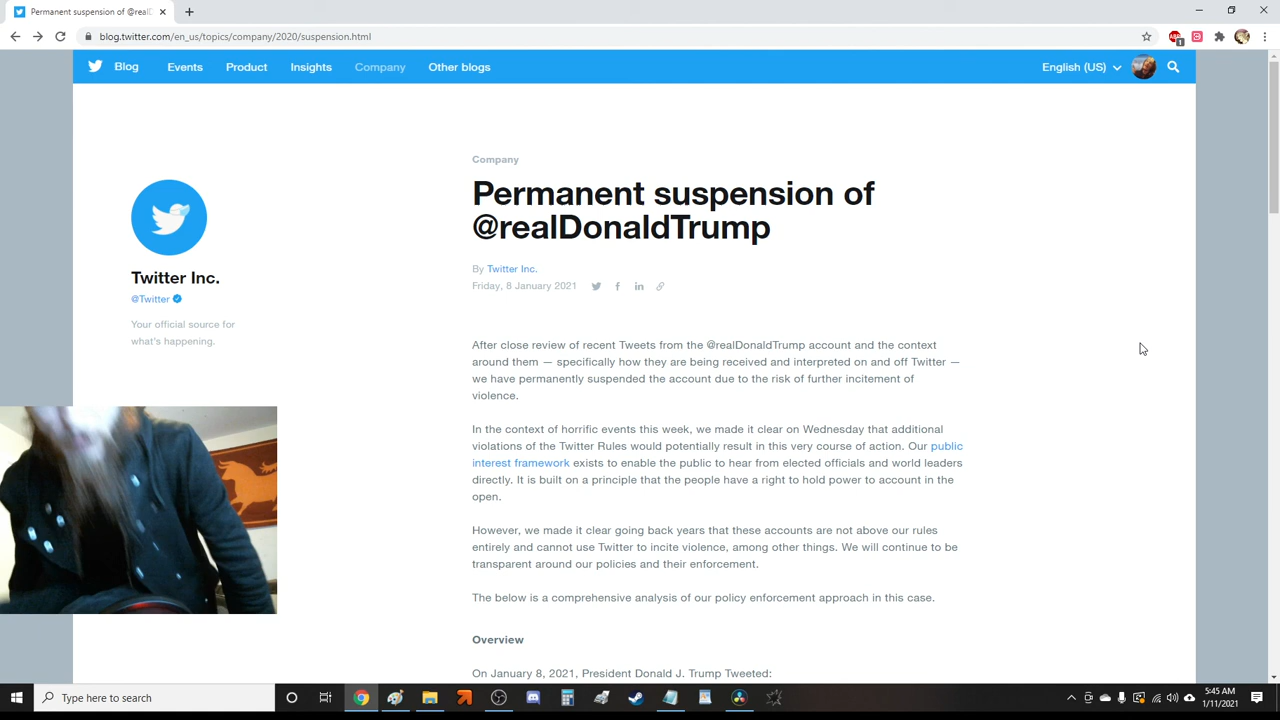 Permanent suspension of @realD
blog.twitter.com/en_us/topics/company/2020/suspension.html
1
Blog Events Product Insights Company Other blogs English (US)
Company
Permanent suspension of
@realDonaldTrump
By Twitter Inc.
Friday, 8 January 2021
Twitter Inc.
@Twitter
Your official source for
what's happening.
After close review of recent Tweets from the @realDonaldTrump account and the context
around them — specifically how they are being received and interpreted on and off Twitter —
we have permanently suspended the account due to the risk of further incitement of
violence.
In the context of horrific events this week, we made it clear on Wednesday that additional
violations of the Twitter Rules would potentially result in this very course of action. Our public
interest framework exists to enable the public to hear from elected officials and world leaders
directly. It is built on a principle that the people have a right to hold power to account in the
open.
However, we made it clear going back years that these accounts are not above our rules
entirely and cannot use Twitter to incite violence, among other things. We will continue to be
transparent around our policies and their enforcement.
The below is a comprehensive analysis of our policy enforcement approach in this case.
Overview
On January 8, 2021, President Donald J. Trump Tweeted:
Type here to search
5:45 AM
1/11/2021